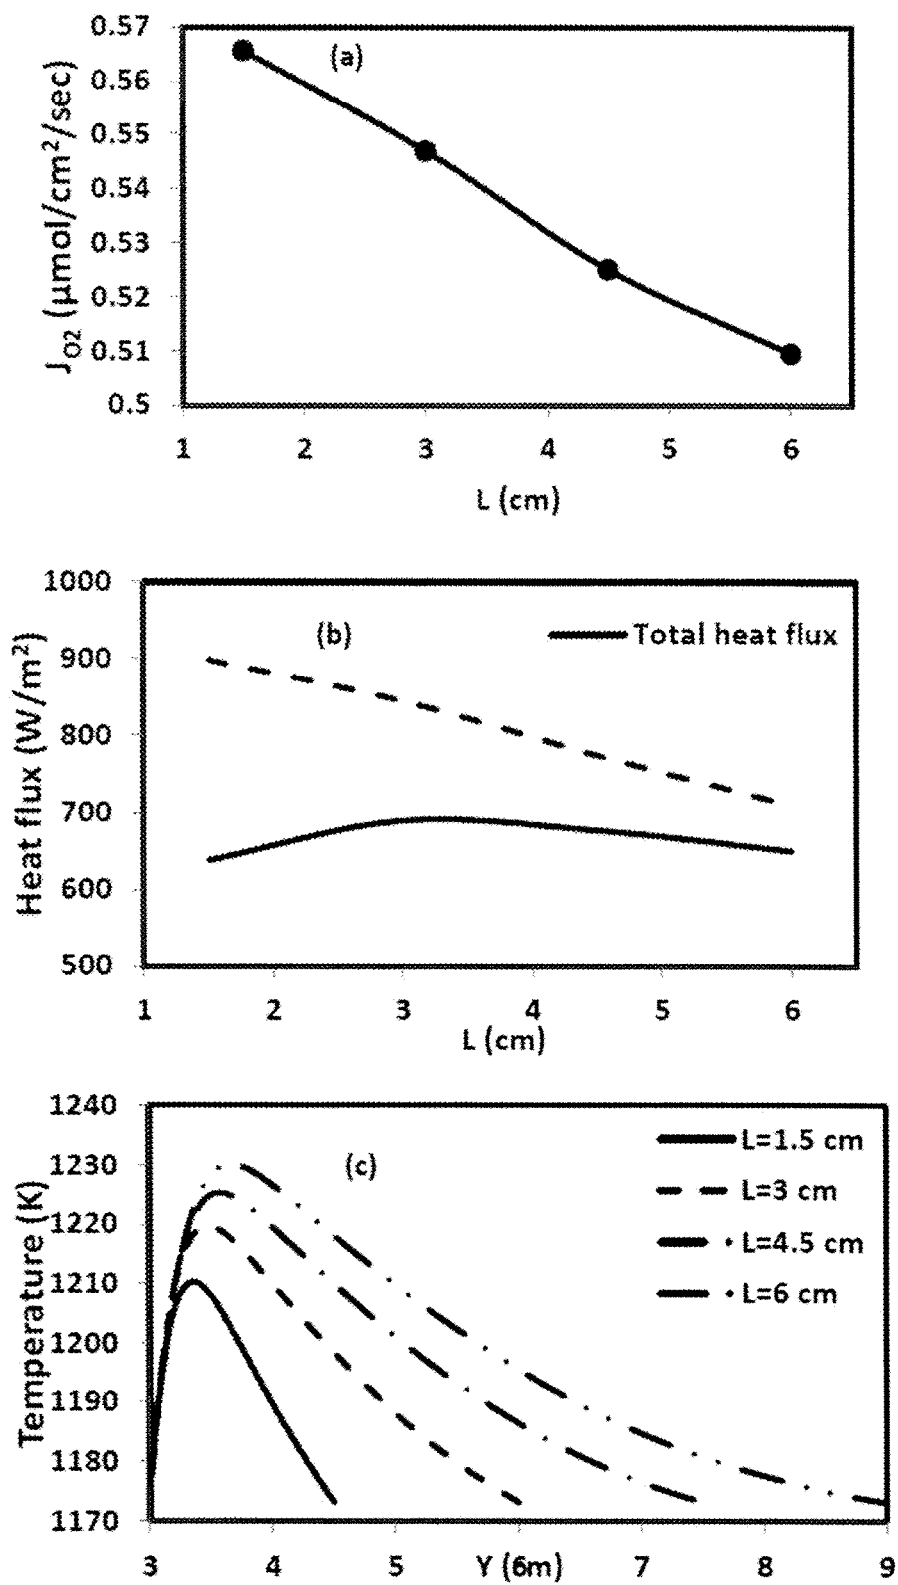 0.57
(a)
0.56
0.55
0.54
0.53
0.52
0.51
0.5
J_O2 (µmol/cm²/sec)
1 2 3 4 5 6
L (cm)
1000
(b)
Total heat flux
900
800
700
600
500
Heat flux (W/m²)
1 2 3 4 5 6
L (cm)
1240
L=1.5 cm
1230
(c)
L=3 cm
1220
L=4.5 cm
1210
L=6 cm
1200
1190
1180
1170
Temperature (K)
3 4 5 Y (6m) 7 8 9